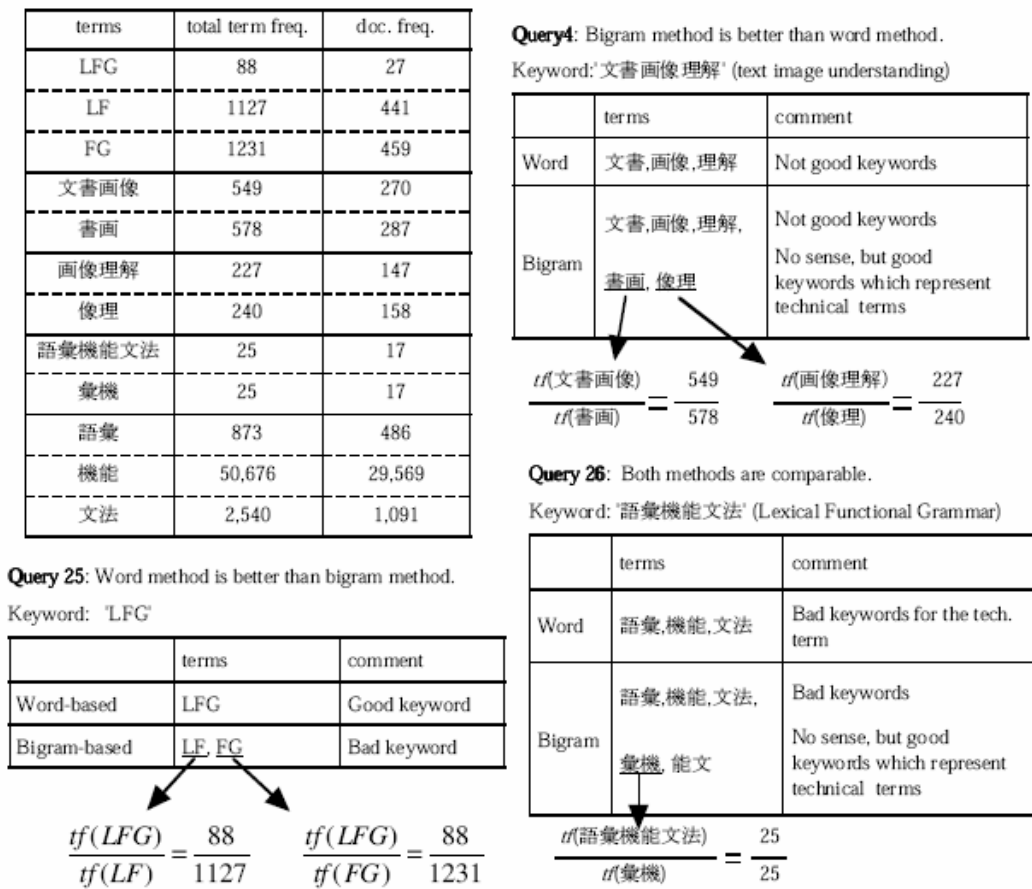 terms total term freq. doc. freq.
LFG 88 27
LF 1127 441
FG 1231 459
文書画像 549 270
書画 578 287
画像理解 227 147
像理 240 158
語彙機能文法 25 17
彙機 25 17
語彙 873 486
機能 50,676 29,569
文法 2,540 1,091
Query 25: Word method is better than bigram method.
Keyword: 'LFG'
terms comment
Word-based LFG Good keyword
Bigram-based LF, FG Bad keyword
tf(LFG) 88 tf(LFG) 88
= =
tf(LF) 1127 tf(FG) 1231
Query4: Bigram method is better than word method.
Keyword:'文書画像理解' (text image understanding)
terms comment
Word 文書,画像,理解 Not good keywords
文書,画像,理解, Not good keywords
Bigram
書画, 像理 No sense, but good
keywords which represent
technical terms
tf(文書画像) 549 tf(画像理解) 227
= =
tf(書画) 578 tf(像理) 240
Query 26: Both methods are comparable.
Keyword: '語彙機能文法' (Lexical Functional Grammar)
terms comment
Word 語彙,機能,文法 Bad keywords for the tech.
term
語彙,機能,文法, Bad keywords
Bigram
彙機, 能文 No sense, but good
keywords which represent
technical terms
tf(語彙機能文法) 25
=
tf(彙機) 25